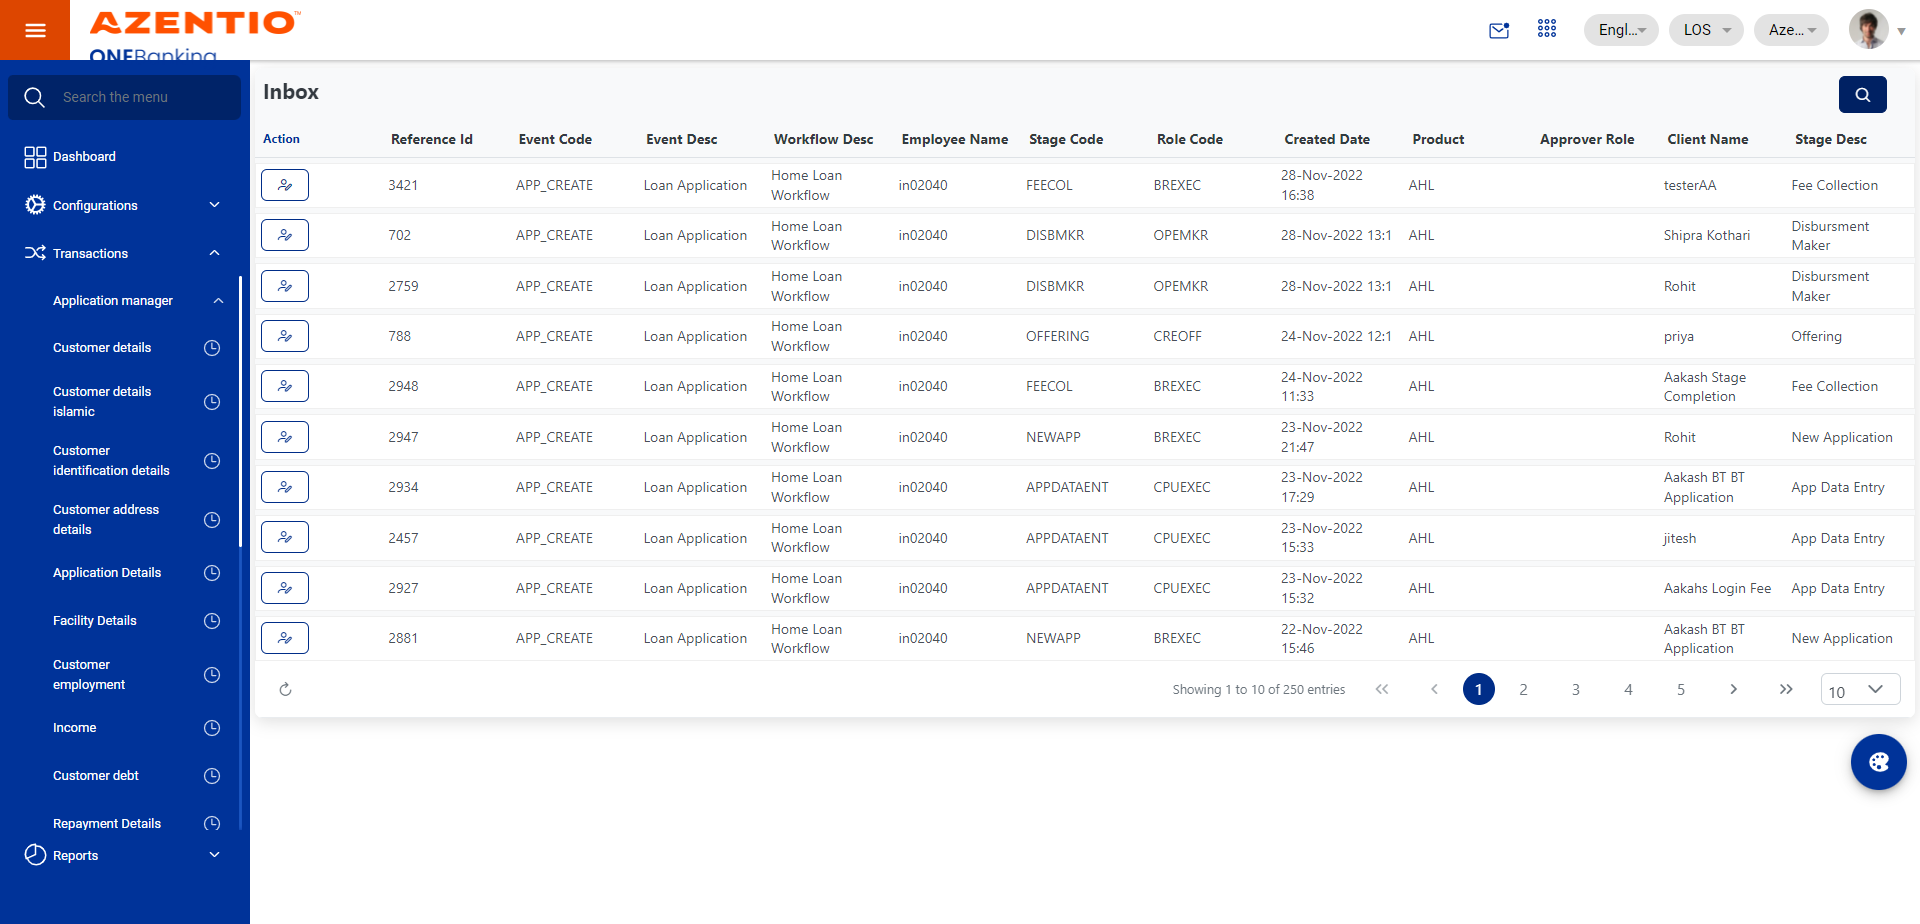 AZENTIO™
ONEBanking
Engl...
LOS
Aze...
Search the menu
Dashboard
Configurations
Transactions
Application manager
Customer details
Customer details
islamic
Customer
identification details
Customer address
details
Application Details
Facility Details
Customer
employment
Income
Customer debt
Repayment Details
Reports
Inbox
Action Reference Id Event Code Event Desc Workflow Desc Employee Name Stage Code Role Code Created Date Product Approver Role Client Name Stage Desc
3421 APP_CREATE Loan Application Home Loan Workflow in02040 FEECOL BREXEC 28-Nov-2022 16:38 AHL testerAA Fee Collection
702 APP_CREATE Loan Application Home Loan Workflow in02040 DISBMKR OPEMKR 28-Nov-2022 13:1 AHL Shipra Kothari Disbursment Maker
2759 APP_CREATE Loan Application Home Loan Workflow in02040 DISBMKR OPEMKR 28-Nov-2022 13:1 AHL Rohit Disbursment Maker
788 APP_CREATE Loan Application Home Loan Workflow in02040 OFFERING CREOFF 24-Nov-2022 12:1 AHL priya Offering
2948 APP_CREATE Loan Application Home Loan Workflow in02040 FEECOL BREXEC 24-Nov-2022 11:33 AHL Aakash Stage Completion Fee Collection
2947 APP_CREATE Loan Application Home Loan Workflow in02040 NEWAPP BREXEC 23-Nov-2022 21:47 AHL Rohit New Application
2934 APP_CREATE Loan Application Home Loan Workflow in02040 APPDATAENT CPUEXEC 23-Nov-2022 17:29 AHL Aakash BT BT Application App Data Entry
2457 APP_CREATE Loan Application Home Loan Workflow in02040 APPDATAENT CPUEXEC 23-Nov-2022 15:33 AHL jitesh App Data Entry
2927 APP_CREATE Loan Application Home Loan Workflow in02040 APPDATAENT CPUEXEC 23-Nov-2022 15:32 AHL Aakahs Login Fee App Data Entry
2881 APP_CREATE Loan Application Home Loan Workflow in02040 NEWAPP BREXEC 22-Nov-2022 15:46 AHL Aakash BT BT Application New Application
Showing 1 to 10 of 250 entries 1 2 3 4 5 10